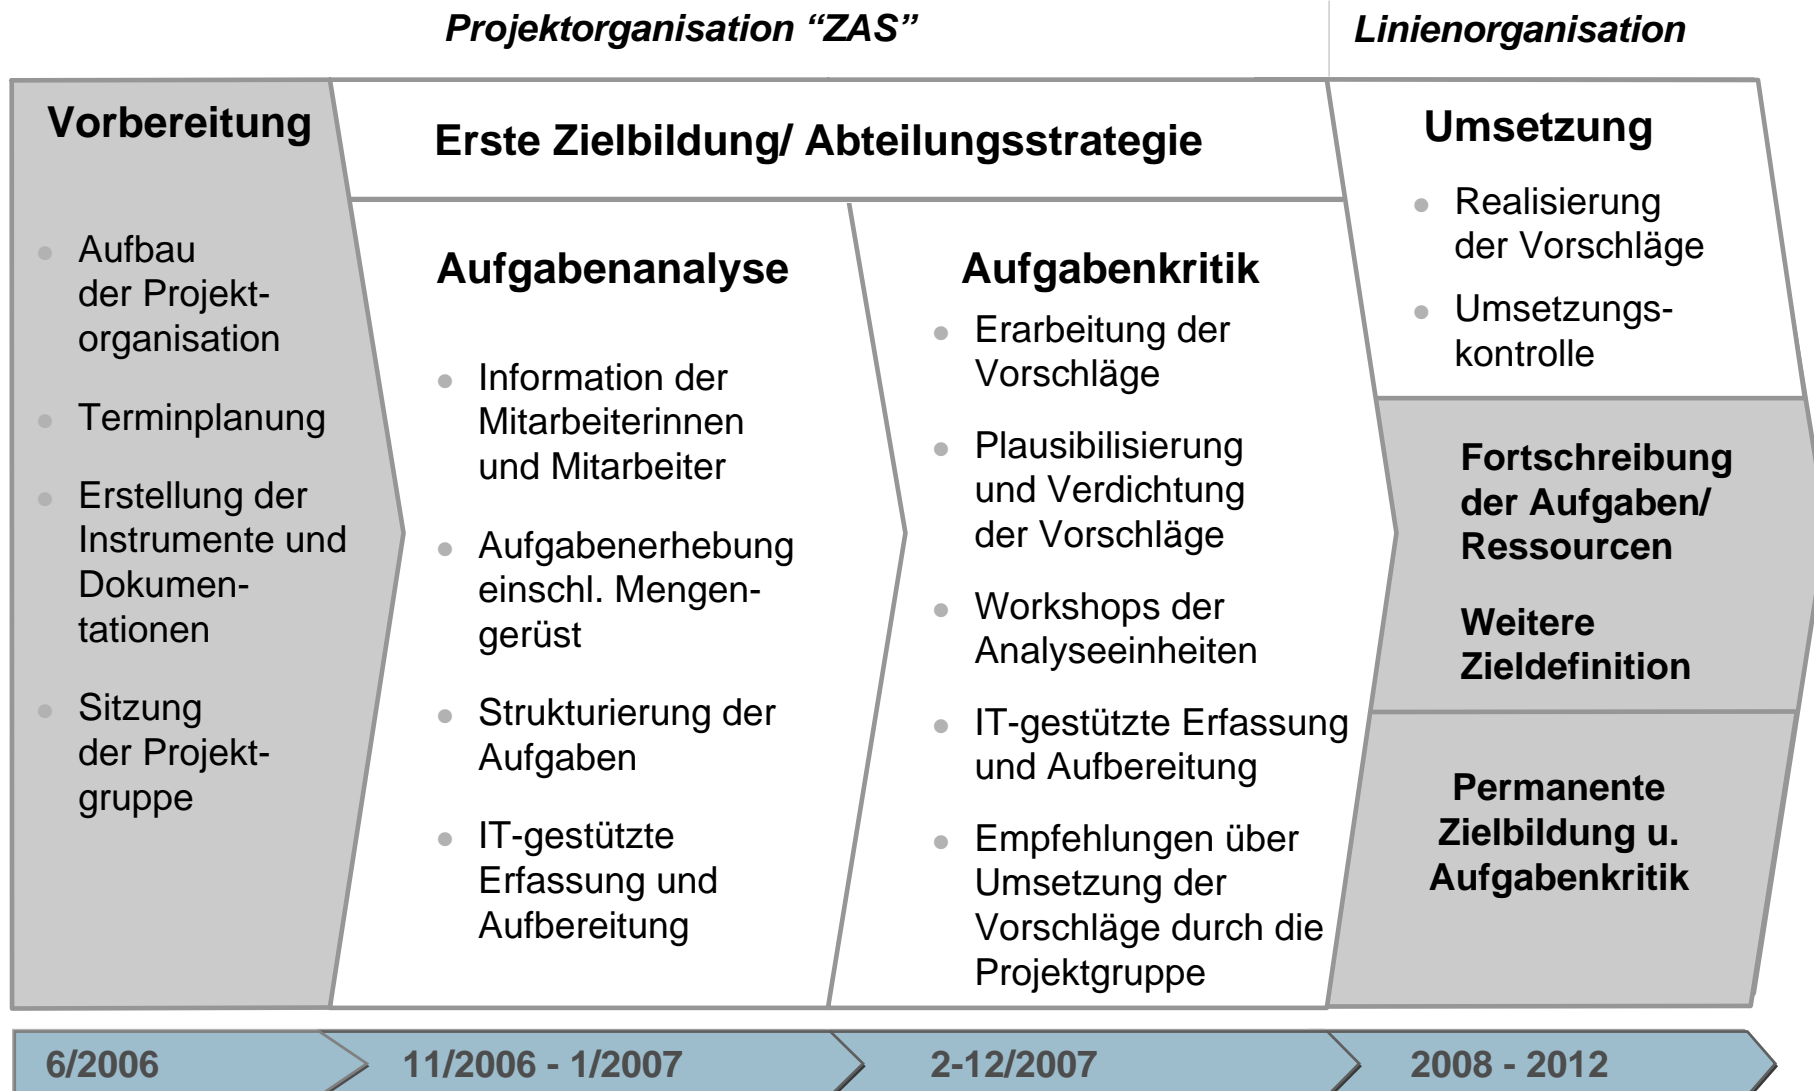 Projektorganisation “ZAS”
Linienorganisation
Vorbereitung
Aufbau
der Projekt-
organisation
Terminplanung
Erstellung der
Instrumente und
Dokumen-
tationen
Sitzung
der Projekt-
gruppe
Erste Zielbildung/ Abteilungsstrategie
Aufgabenanalyse
Information der
Mitarbeiterinnen
und Mitarbeiter
Aufgabenerhebung
einschl. Mengen-
gerüst
Strukturierung der
Aufgaben
IT-gestützte
Erfassung und
Aufbereitung
Aufgabenkritik
Erarbeitung der
Vorschläge
Plausibilisierung
und Verdichtung
der Vorschläge
Workshops der
Analyseeinheiten
IT-gestützte Erfassung
und Aufbereitung
Empfehlungen über
Umsetzung der
Vorschläge durch die
Projektgruppe
Umsetzung
Realisierung
der Vorschläge
Umsetzungs-
kontrolle
Fortschreibung
der Aufgaben/
Ressourcen
Weitere
Zieldefinition
Permanente
Zielbildung u.
Aufgabenkritik
6/2006
11/2006 - 1/2007
2-12/2007
2008 - 2012